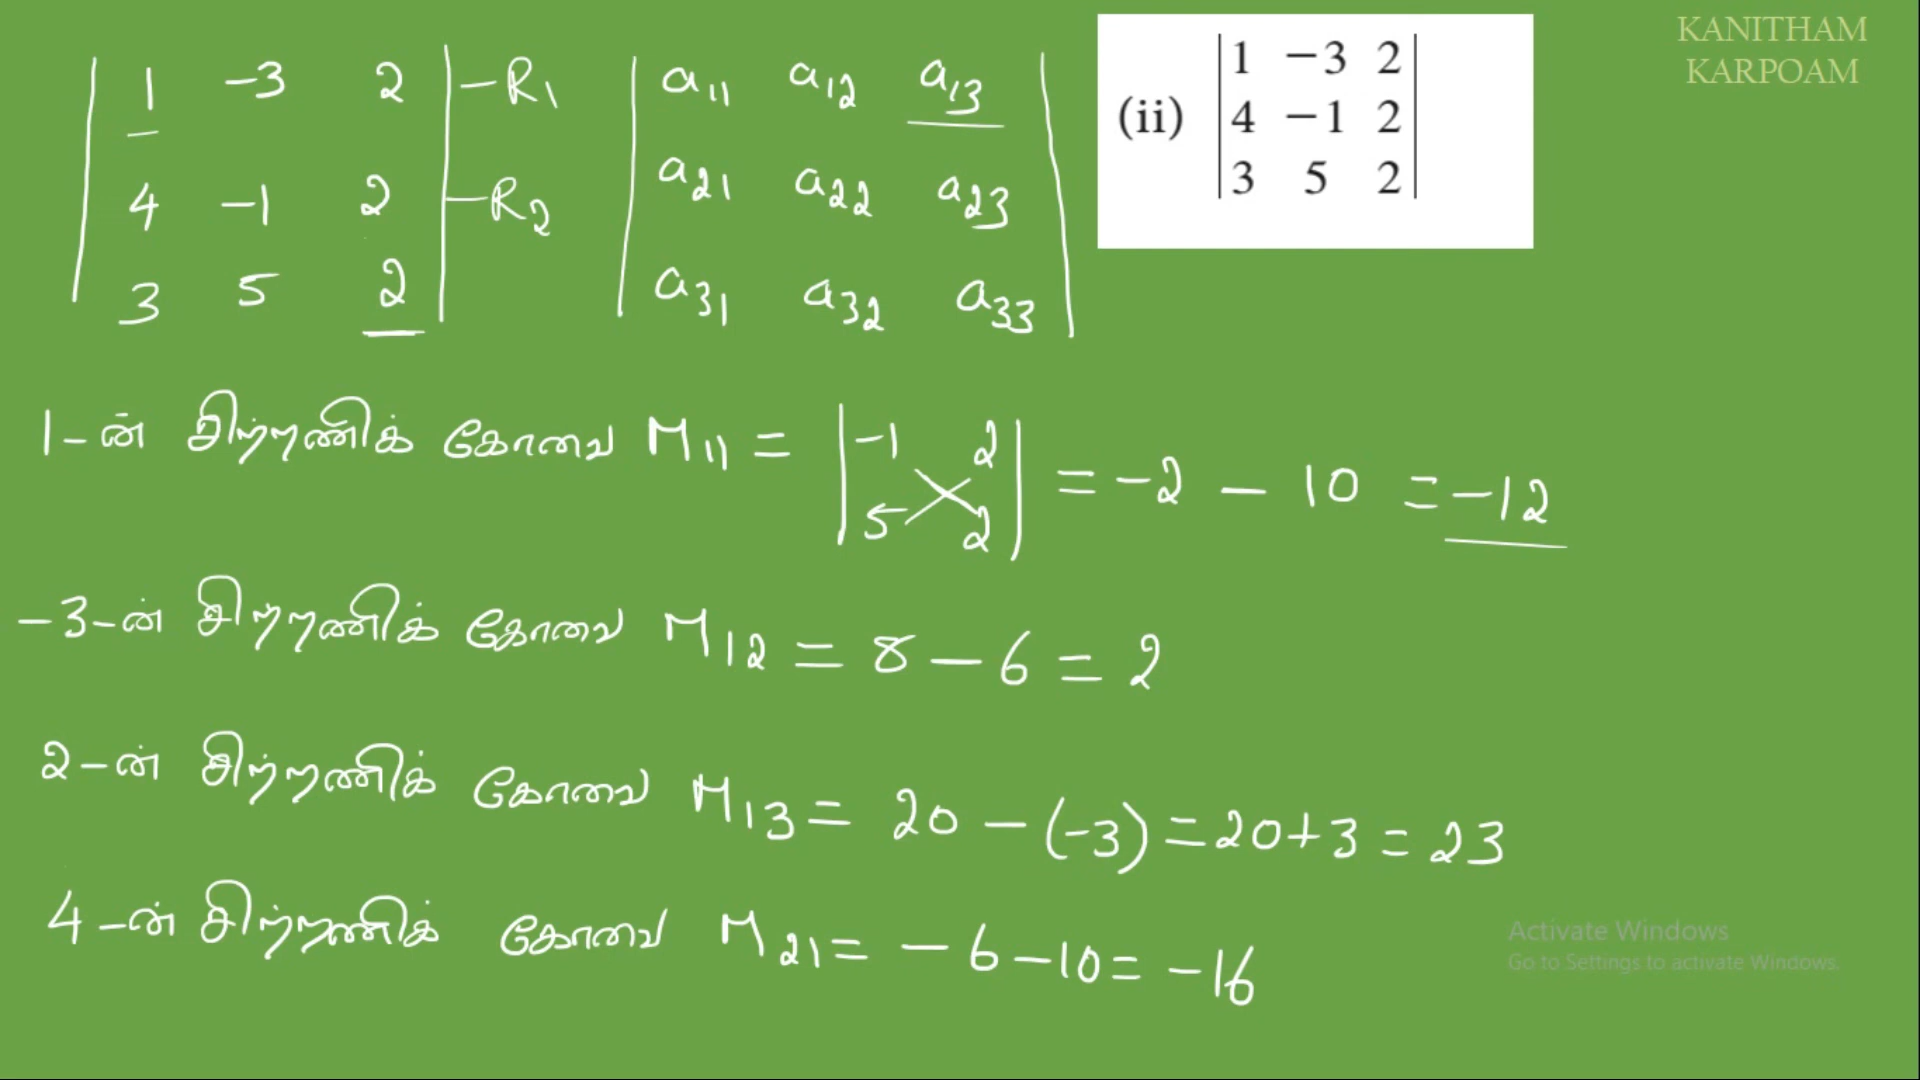 KANITHAM
KARPOAM
1 -3 2 -R1
4 -1 2 -R2
3 5 2
a11 a12 a13
a21 a22 a23
a31 a32 a33
(ii)
1 −3 2
4 −1 2
3 5 2
1-ன் சிற்றணிக் கோவை M11 = |-1 2| = -2 - 10 = -12
5 2
-3-ன் சிற்றணிக் கோவை M12 = 8 - 6 = 2
2-ன் சிற்றணிக் கோவை M13 = 20 - (-3) = 20+3 = 23
4-ன் சிற்றணிக் கோவை M21 = -6-10 = -16
Activate Windows
Go to Settings to activate Windows.